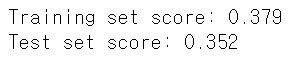 Training set score: 0.379
Test set score: 0.352